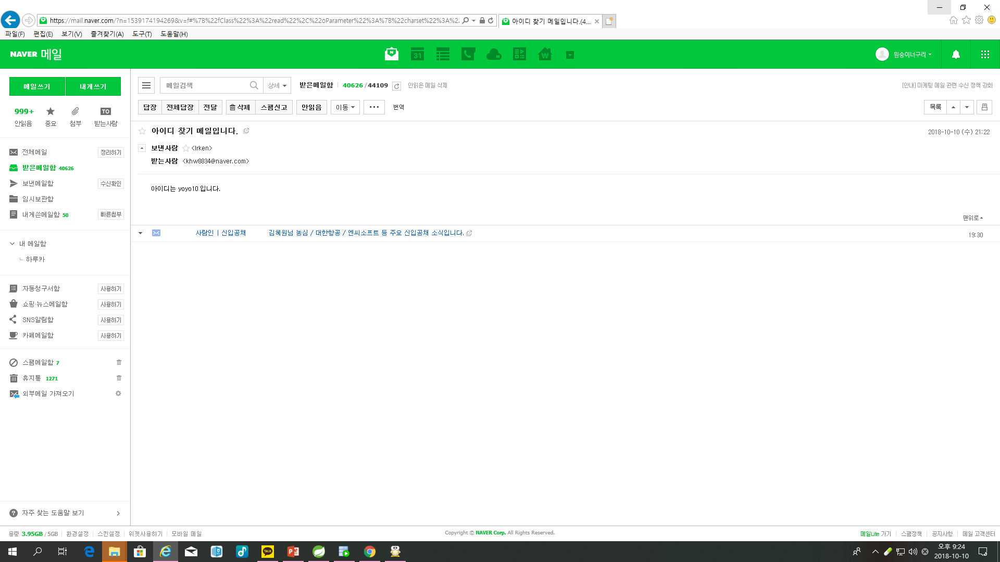 https://mail.naver.com/?n=1539174194269&v=f#%7B%22fClass%22%3A%22read%22%2C%22oParameter%22%3A%7B%22charset%22%3A%22
아이디 찾기 메일입니다.(4...
파일(F) 편집(E) 보기(V) 즐겨찾기(A) 도구(T) 도움말(H)
NAVER 메일
31
원숭이너구리
메일쓰기 내게쓰기
메일검색 상세 받은메일함 40626/44109 안읽은 메일 삭제
[안내] 마케팅 메일 관련 수신 정책 강화
999+ TO
안읽음 중요 첨부 받는사람
답장 전체답장 전달 삭제 스팸신고 안읽음 이동 ••• 번역
목록
아이디 찾기 메일입니다.
2018-10-10 (수) 21:22
보낸사람 <Irken>
받는사람 <khw8834@naver.com>
아이디는 yoyo10 입니다.
맨위로
사람인 | 신입공채 김혜원님 농심 / 대한항공 / 엔씨소프트 등 주요 신입공채 소식입니다.
19:30
전체메일 정리하기
받은메일함 40626
보낸메일함 수신확인
임시보관함
내게쓴메일함 50 빠른첨부
내 메일함
하루카
자동청구서함 사용하기
쇼핑·뉴스메일함 사용하기
SNS알림함 사용하기
카페메일함 사용하기
스팸메일함 7
휴지통 1271
외부메일 가져오기
자주 찾는 도움말 보기
용량 3.95GB / 5GB 환경설정 스킨설정 위젯사용하기 모바일 메일
Copyright © NAVER Corp. All Rights Reserved.
메일Lite 가기 스팸정책 공지사항 메일 고객센터
TALK
오후 9:24
2018-10-10